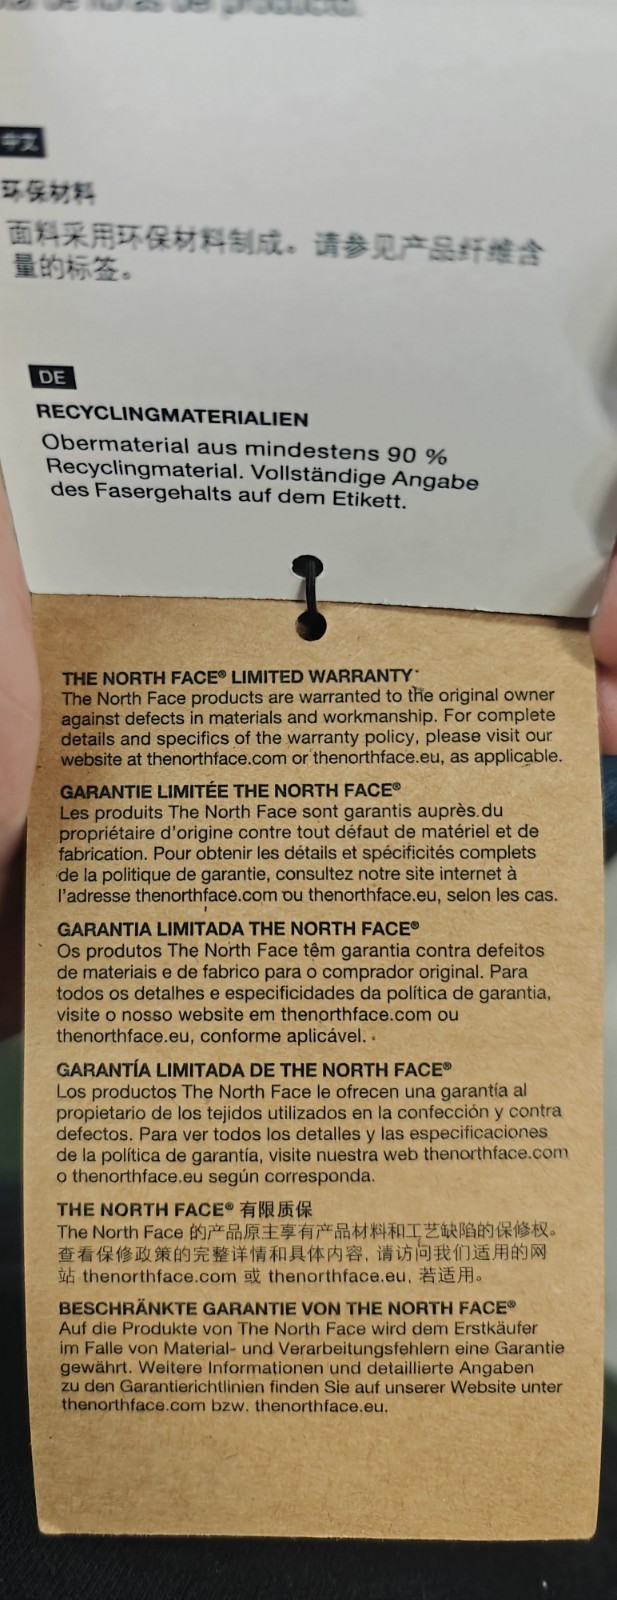 de del producto.
中文
环保材料
面料采用环保材料制成。请参见产品纤维含
量的标签。
DE
RECYCLINGMATERIALIEN
Obermaterial aus mindestens 90 %
Recyclingmaterial. Vollständige Angabe
des Fasergehalts auf dem Etikett.
THE NORTH FACE® LIMITED WARRANTY
The North Face products are warranted to the original owner
against defects in materials and workmanship. For complete
details and specifics of the warranty policy, please visit our
website at thenorthface.com or thenorthface.eu, as applicable.
GARANTIE LIMITÉE THE NORTH FACE®
Les produits The North Face sont garantis auprès du
propriétaire d'origine contre tout défaut de matériel et de
fabrication. Pour obtenir les détails et spécificités complets
de la politique de garantie, consultez notre site internet à
l'adresse thenorthface.com ou thenorthface.eu, selon les cas.
GARANTIA LIMITADA THE NORTH FACE®
Os produtos The North Face têm garantia contra defeitos
de materiais e de fabrico para o comprador original. Para
todos os detalhes e especificidades da política de garantia,
visite o nosso website em thenorthface.com ou
thenorthface.eu, conforme aplicável.
GARANTÍA LIMITADA DE THE NORTH FACE®
Los productos The North Face le ofrecen una garantía al
propietario de los tejidos utilizados en la confección y contra
defectos. Para ver todos los detalles y las especificaciones
de la política de garantía, visite nuestra web thenorthface.com
o thenorthface.eu según corresponda.
THE NORTH FACE® 有限质保
The North Face 的产品原主享有产品材料和工艺缺陷的保修权。
查看保修政策的完整详情和具体内容, 请访问我们适用的网
站 thenorthface.com 或 thenorthface.eu, 若适用。
BESCHRÄNKTE GARANTIE VON THE NORTH FACE®
Auf die Produkte von The North Face wird dem Erstkäufer
im Falle von Material- und Verarbeitungsfehlern eine Garantie
gewährt. Weitere Informationen und detaillierte Angaben
zu den Garantierichtlinien finden Sie auf unserer Website unter
thenorthface.com bzw. thenorthface.eu.